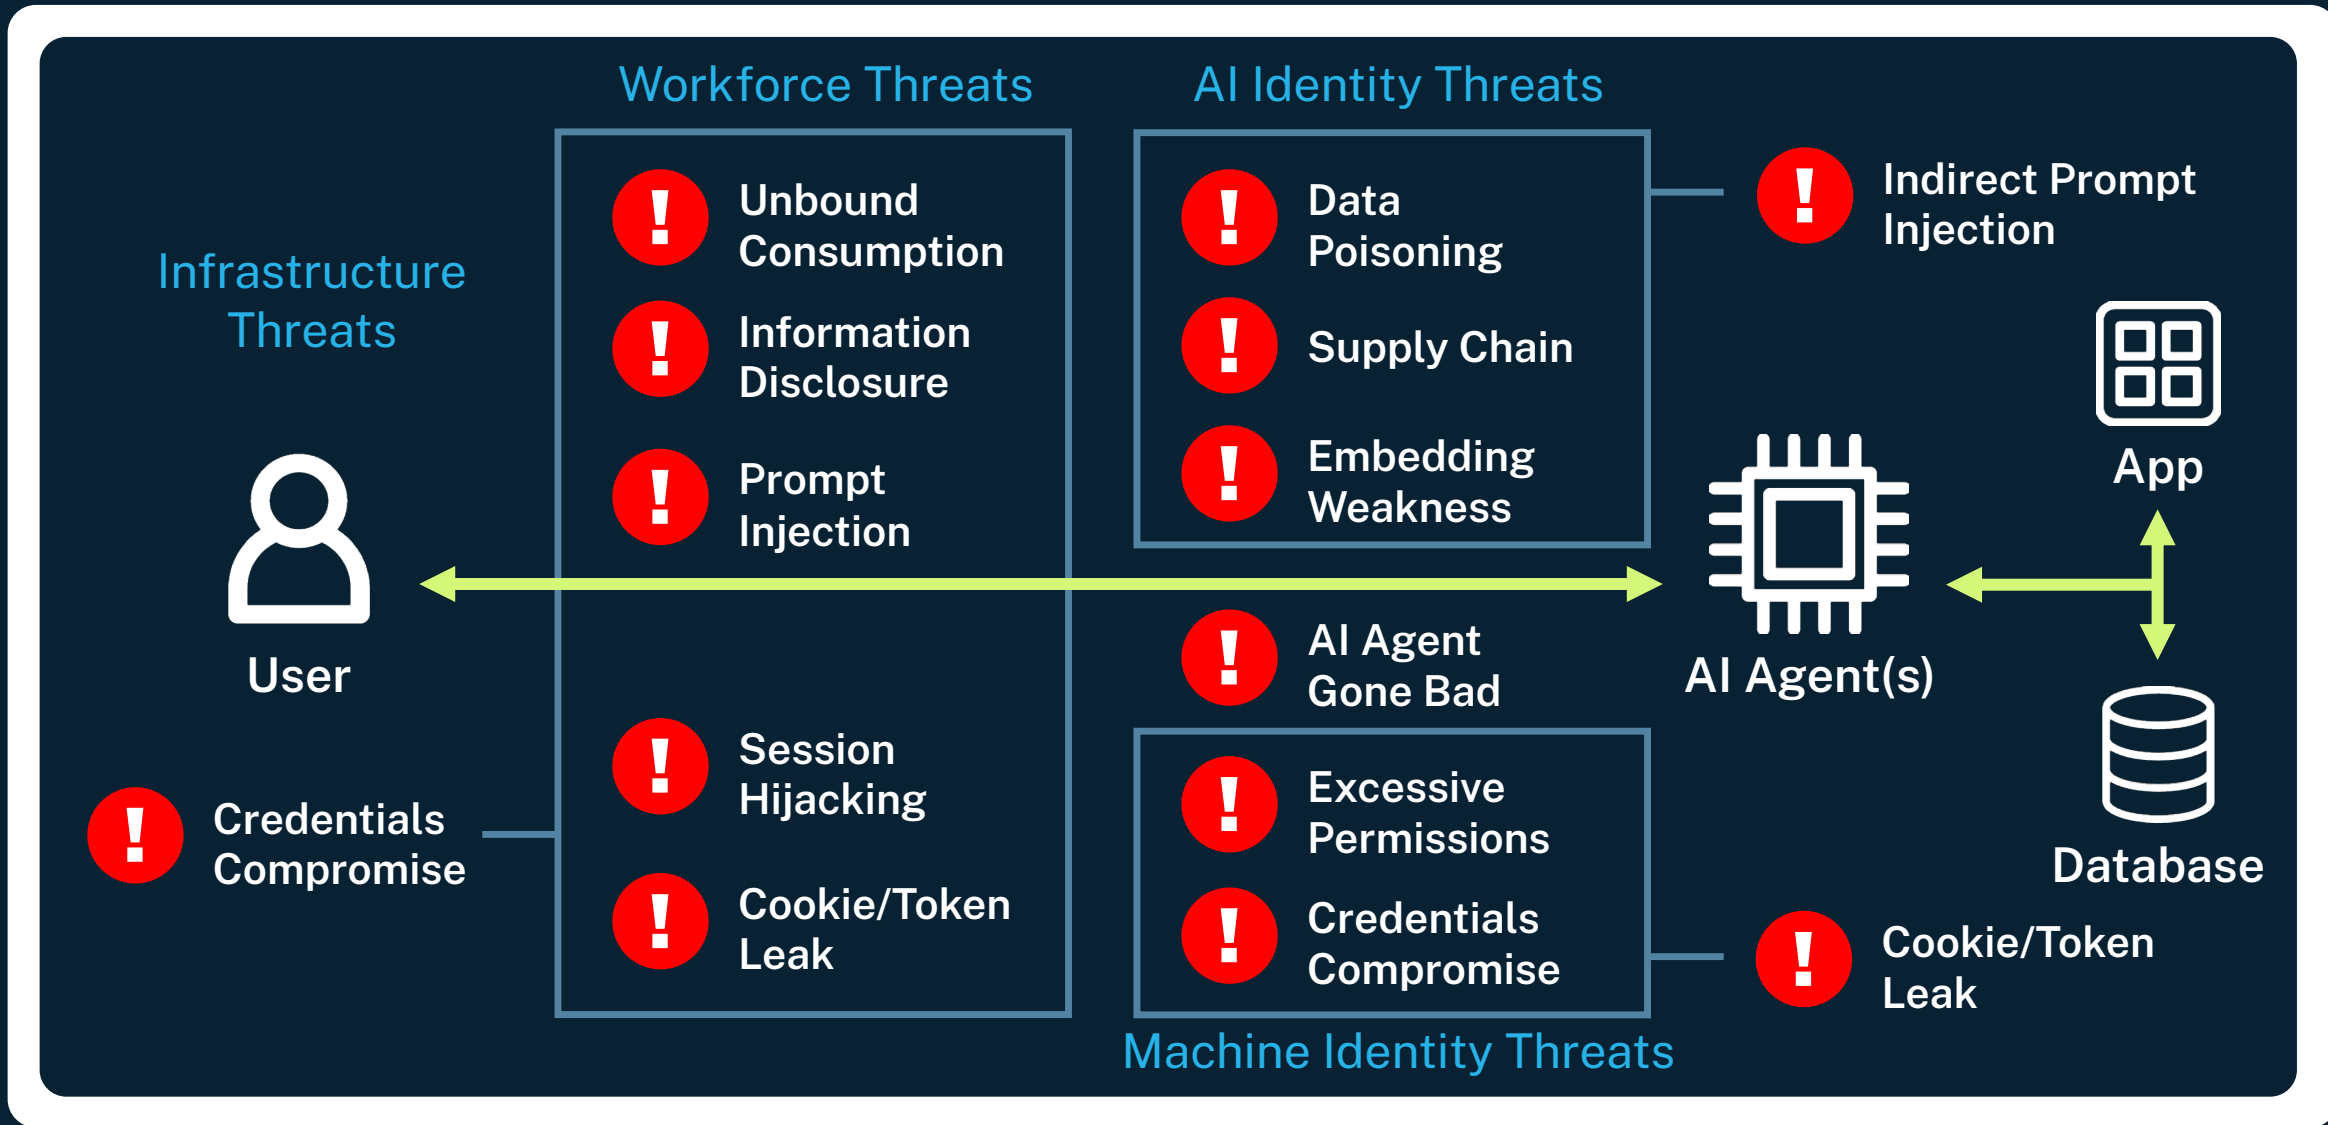 Workforce Threats
AI Identity Threats
Infrastructure
Threats
Unbound
Consumption
Information
Disclosure
Prompt
Injection
Data
Poisoning
Supply Chain
Embedding
Weakness
Indirect Prompt
Injection
App
User
AI Agent
Gone Bad
AI Agent(s)
Credentials
Compromise
Session
Hijacking
Cookie/Token
Leak
Excessive
Permissions
Credentials
Compromise
Database
Cookie/Token
Leak
Machine Identity Threats